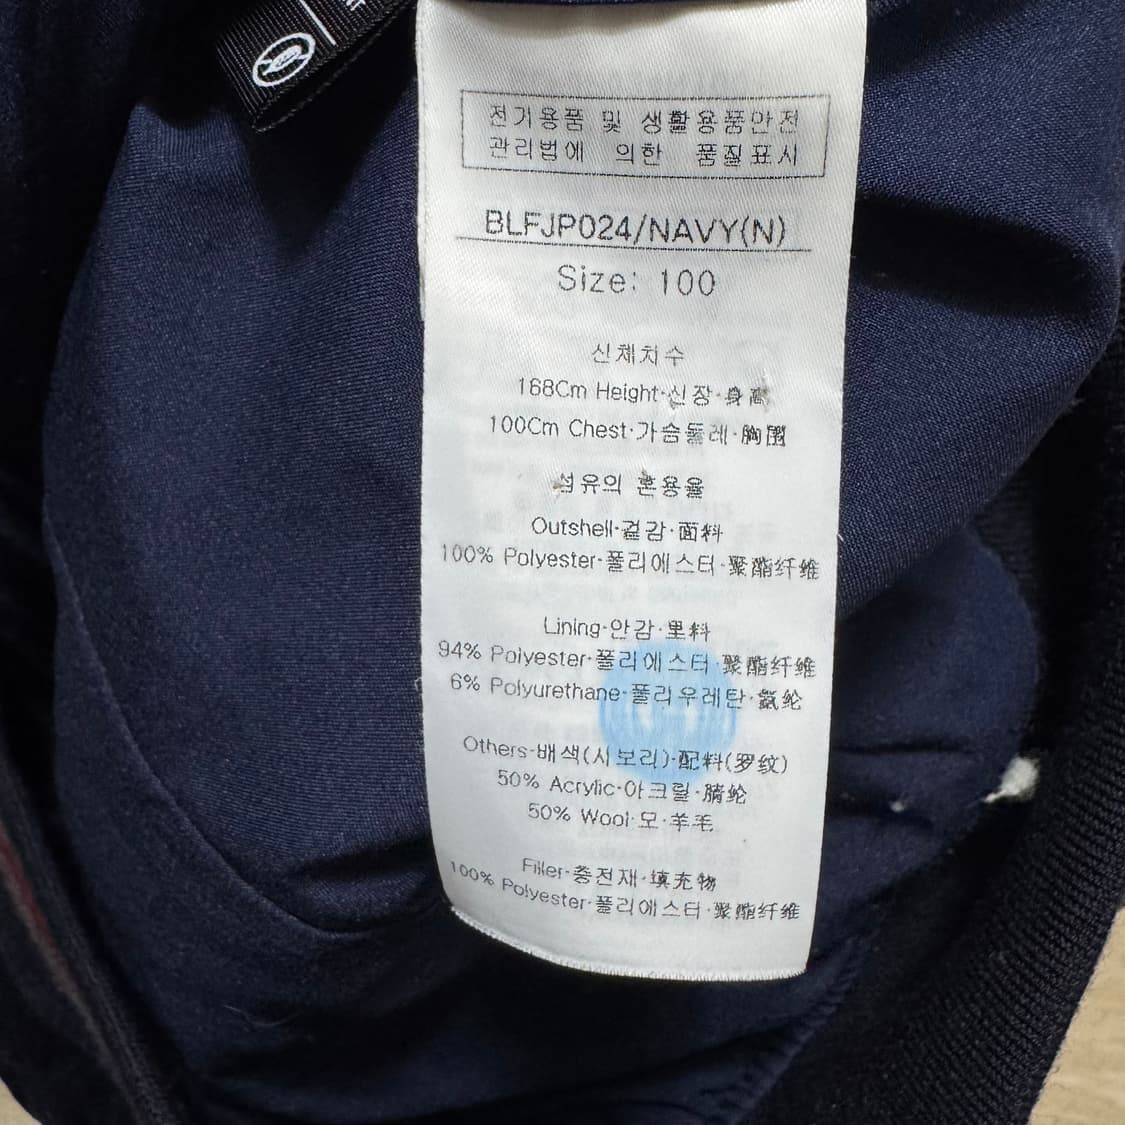 전기용품 및 생활용품안전
관리법에 의한 품질표시
BLFJP024/NAVY(N)
Size: 100
신체치수
168Cm Height·신장·身高
100Cm Chest·가슴둘레·胸围
섬유의 혼용율
Outshell·겉감·面料
100% Polyester·폴리에스터·聚酯纤维
Lining·안감·里料
94% Polyester·폴리에스터·聚酯纤维
6% Polyurethane·폴리우레탄·氨纶
Others·배색(시보리)·配料(罗纹)
50% Acrylic·아크릴·腈纶
50% Wool·모·羊毛
Filler·충전재·填充物
100% Polyester·폴리에스터·聚酯纤维